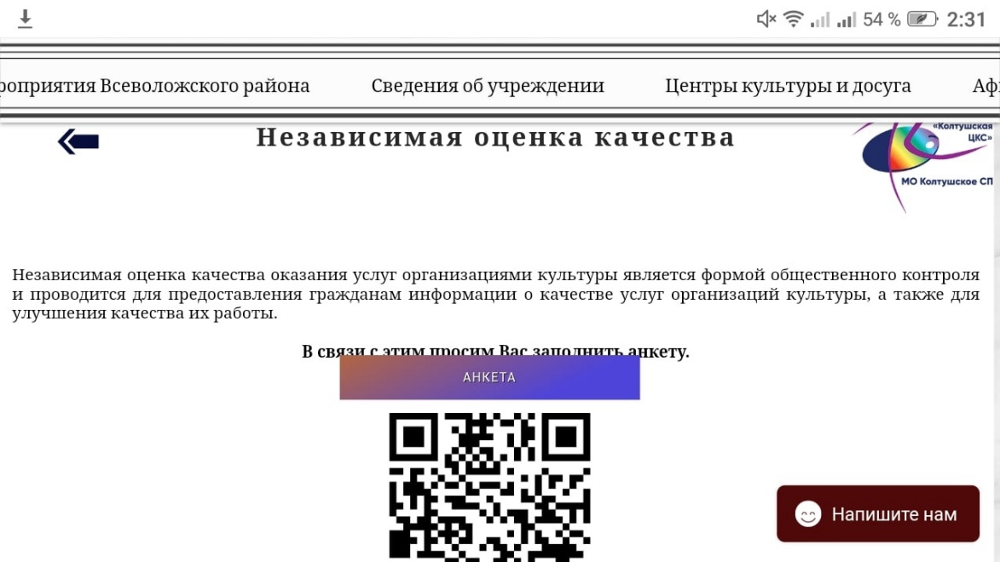 54 % 2:31
роприятия Всеволожского района Сведения об учреждении Центры культуры и досуга Аф
Независимая оценка качества
«Колтушская
ЦКС»
МО Колтушское СП
Независимая оценка качества оказания услуг организациями культуры является формой общественного контроля
и проводится для предоставления гражданам информации о качестве услуг организаций культуры, а также для
улучшения качества их работы.
В связи с этим просим Вас заполнить анкету.
АНКЕТА
Напишите нам